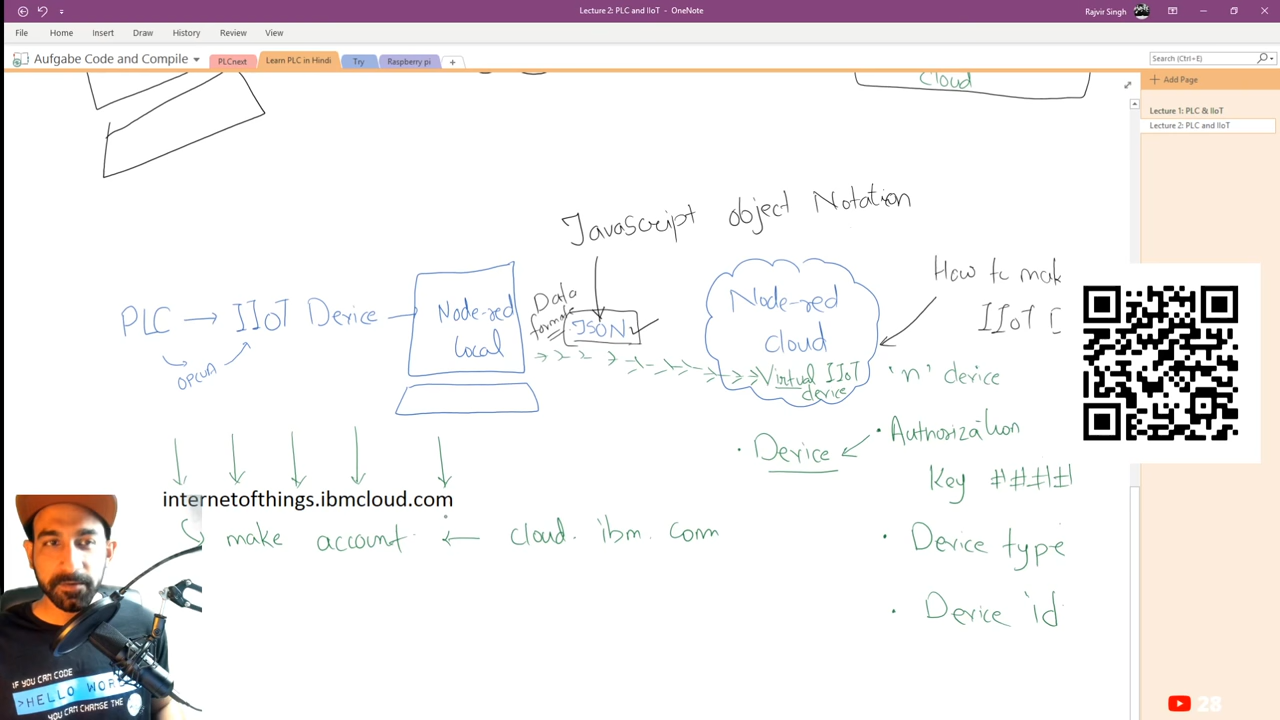 Lecture 2: PLC and IIoT - OneNote
Rajvir Singh
File Home Insert Draw History Review View
Aufgabe Code and Compile
PLCnext
Learn PLC in Hindi
Try
Raspberry pi
Search (Ctrl+E)
Add Page
Lecture 1: PLC & IIoT
Lecture 2: PLC and IIoT
Cloud
JavaScript object Notation
How to mak
IIoT
PLC → IIoT Device
OPCUA
Node-red
Local
Data
format
JSON
Node-red
cloud
Virtual IIoT
device
'n' device
• Device
• Authorization
Key ####
• Device type
• Device id
internetofthings.ibmcloud.com
make account ← cloud.ibm.com
IF YOU CAN CODE
>HELLO WOR
YOU CAN CHANGE THE
28